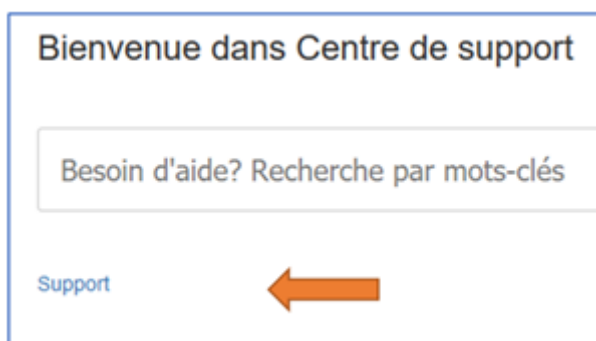 Bienvenue dans Centre de support
Besoin d'aide? Recherche par mots-clés
Support